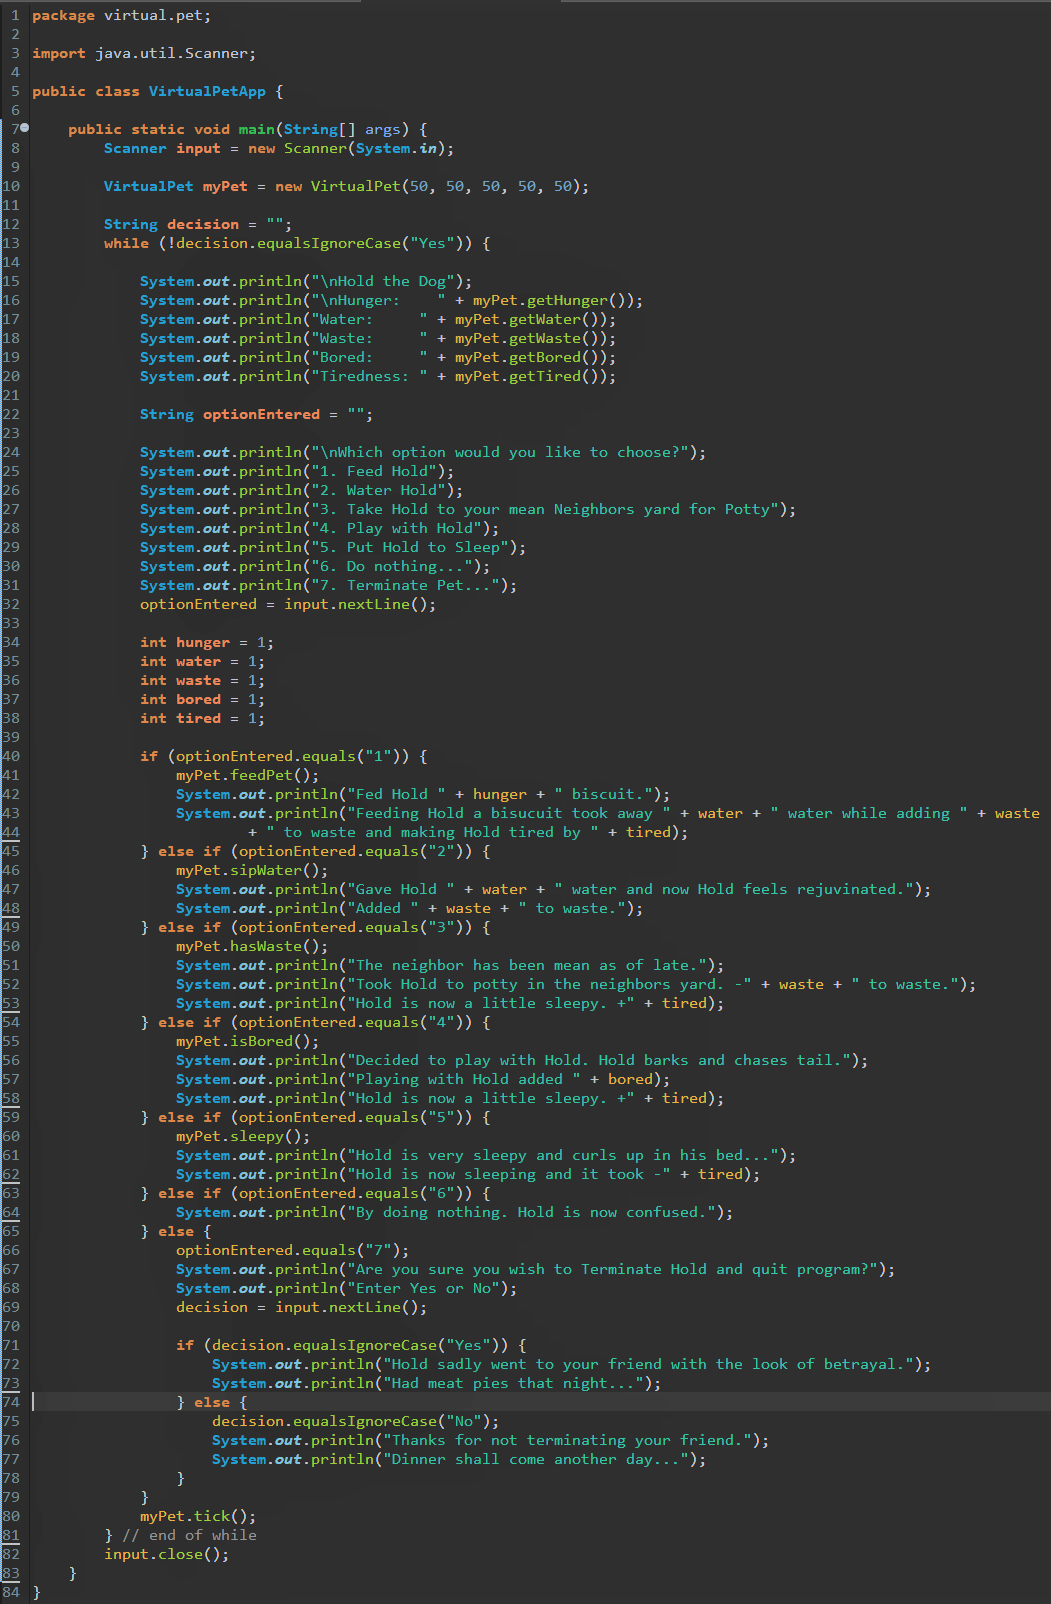 1 package virtual.pet;
2
3 import java.util.Scanner;
4
5 public class VirtualPetApp {
6
7     public static void main(String[] args) {
8         Scanner input = new Scanner(System.in);
9
10         VirtualPet myPet = new VirtualPet(50, 50, 50, 50, 50);
11
12         String decision = "";
13         while (!decision.equalsIgnoreCase("Yes")) {
14
15             System.out.println("\nHold the Dog");
16             System.out.println("\nHunger:    " + myPet.getHunger());
17             System.out.println("Water:     " + myPet.getWater());
18             System.out.println("Waste:     " + myPet.getWaste());
19             System.out.println("Bored:     " + myPet.getBored());
20             System.out.println("Tiredness: " + myPet.getTired());
21
22             String optionEntered = "";
23
24             System.out.println("\nWhich option would you like to choose?");
25             System.out.println("1. Feed Hold");
26             System.out.println("2. Water Hold");
27             System.out.println("3. Take Hold to your mean Neighbors yard for Potty");
28             System.out.println("4. Play with Hold");
29             System.out.println("5. Put Hold to Sleep");
30             System.out.println("6. Do nothing...");
31             System.out.println("7. Terminate Pet...");
32             optionEntered = input.nextLine();
33
34             int hunger = 1;
35             int water = 1;
36             int waste = 1;
37             int bored = 1;
38             int tired = 1;
39
40             if (optionEntered.equals("1")) {
41                 myPet.feedPet();
42                 System.out.println("Fed Hold " + hunger + " biscuit.");
43                 System.out.println("Feeding Hold a bisucuit took away " + water + " water while adding " + waste
44                         + " to waste and making Hold tired by " + tired);
45             } else if (optionEntered.equals("2")) {
46                 myPet.sipWater();
47                 System.out.println("Gave Hold " + water + " water and now Hold feels rejuvinated.");
48                 System.out.println("Added " + waste + " to waste.");
49             } else if (optionEntered.equals("3")) {
50                 myPet.hasWaste();
51                 System.out.println("The neighbor has been mean as of late.");
52                 System.out.println("Took Hold to potty in the neighbors yard. -" + waste + " to waste.");
53                 System.out.println("Hold is now a little sleepy. +" + tired);
54             } else if (optionEntered.equals("4")) {
55                 myPet.isBored();
56                 System.out.println("Decided to play with Hold. Hold barks and chases tail.");
57                 System.out.println("Playing with Hold added " + bored);
58                 System.out.println("Hold is now a little sleepy. +" + tired);
59             } else if (optionEntered.equals("5")) {
60                 myPet.sleepy();
61                 System.out.println("Hold is very sleepy and curls up in his bed...");
62                 System.out.println("Hold is now sleeping and it took -" + tired);
63             } else if (optionEntered.equals("6")) {
64                 System.out.println("By doing nothing. Hold is now confused.");
65             } else {
66                 optionEntered.equals("7");
67                 System.out.println("Are you sure you wish to Terminate Hold and quit program?");
68                 System.out.println("Enter Yes or No");
69                 decision = input.nextLine();
70
71                 if (decision.equalsIgnoreCase("Yes")) {
72                     System.out.println("Hold sadly went to your friend with the look of betrayal.");
73                     System.out.println("Had meat pies that night...");
74                 } else {
75                     decision.equalsIgnoreCase("No");
76                     System.out.println("Thanks for not terminating your friend.");
77                     System.out.println("Dinner shall come another day...");
78                 }
79             }
80             myPet.tick();
81         } // end of while
82         input.close();
83     }
84 }